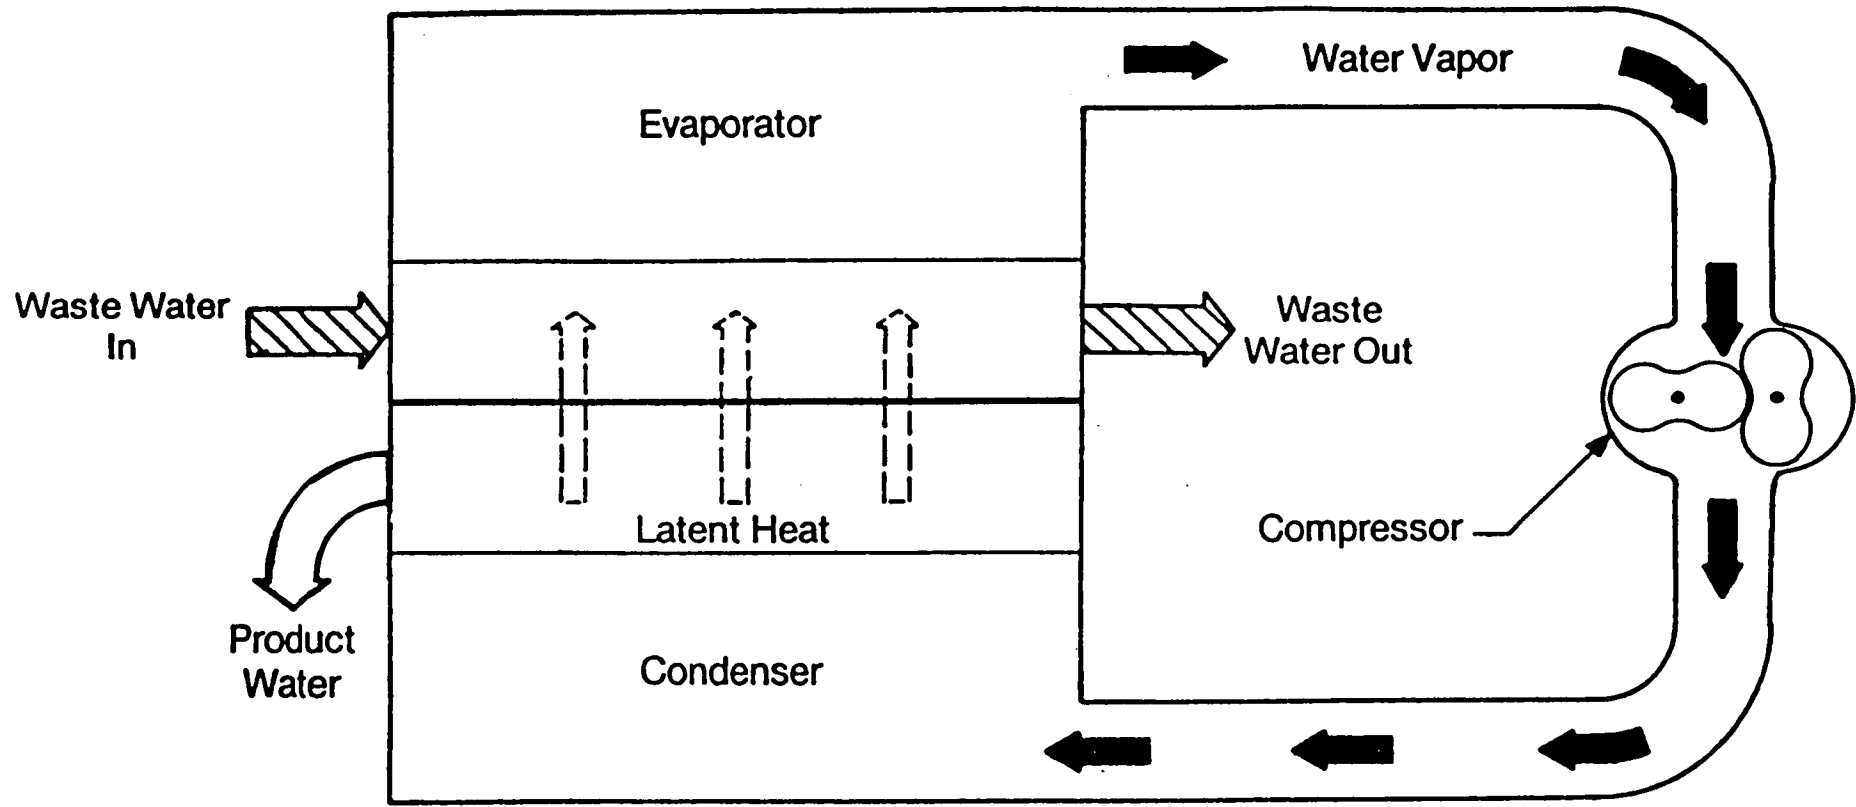 Water Vapor
Evaporator
Waste Water
In
Waste
Water Out
Latent Heat
Compressor
Product
Water
Condenser